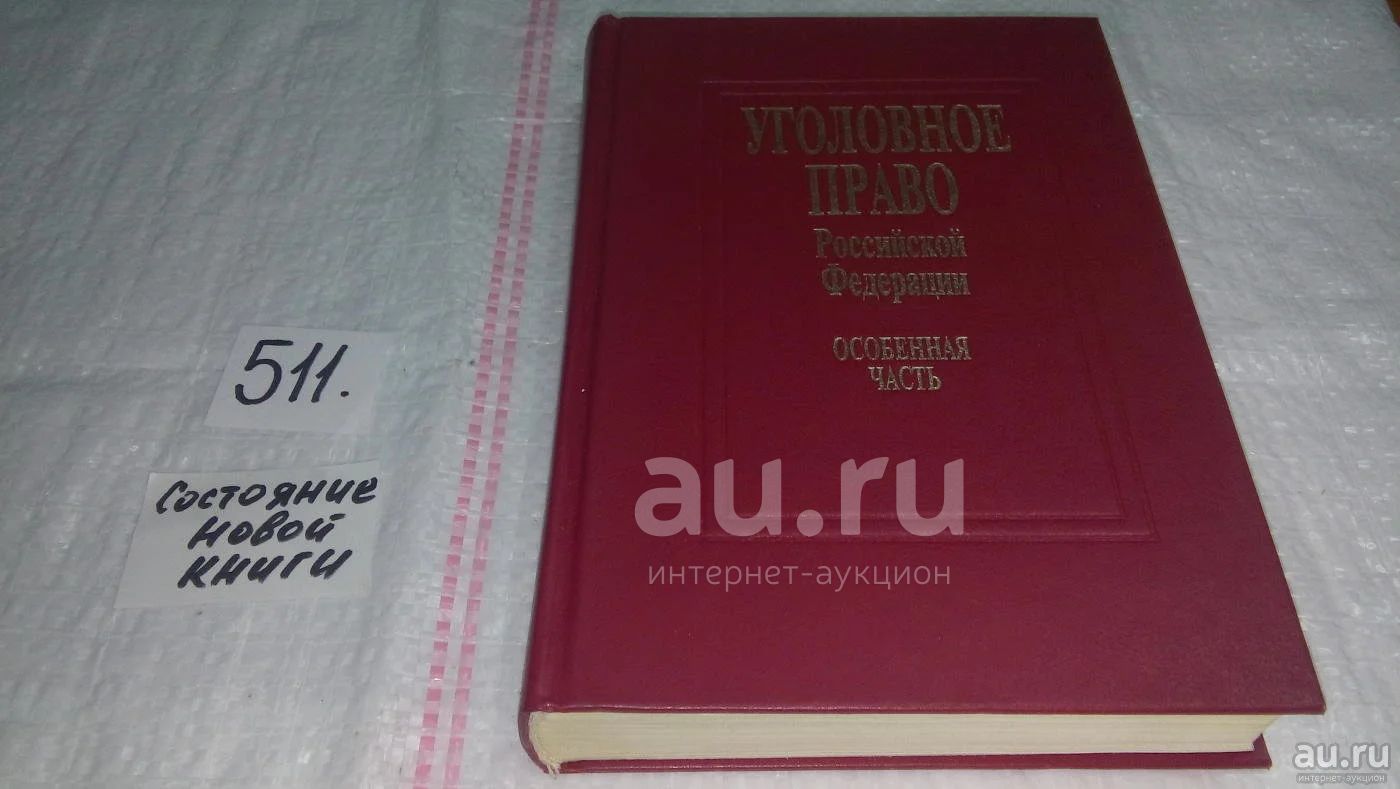 511.
Состояние
новой
книги
УГОЛОВНОЕ
ПРАВО
Российской
Федерации
ОСОБЕННАЯ
ЧАСТЬ
au.ru
интернет-аукцион
au.ru
интернет-аукцион